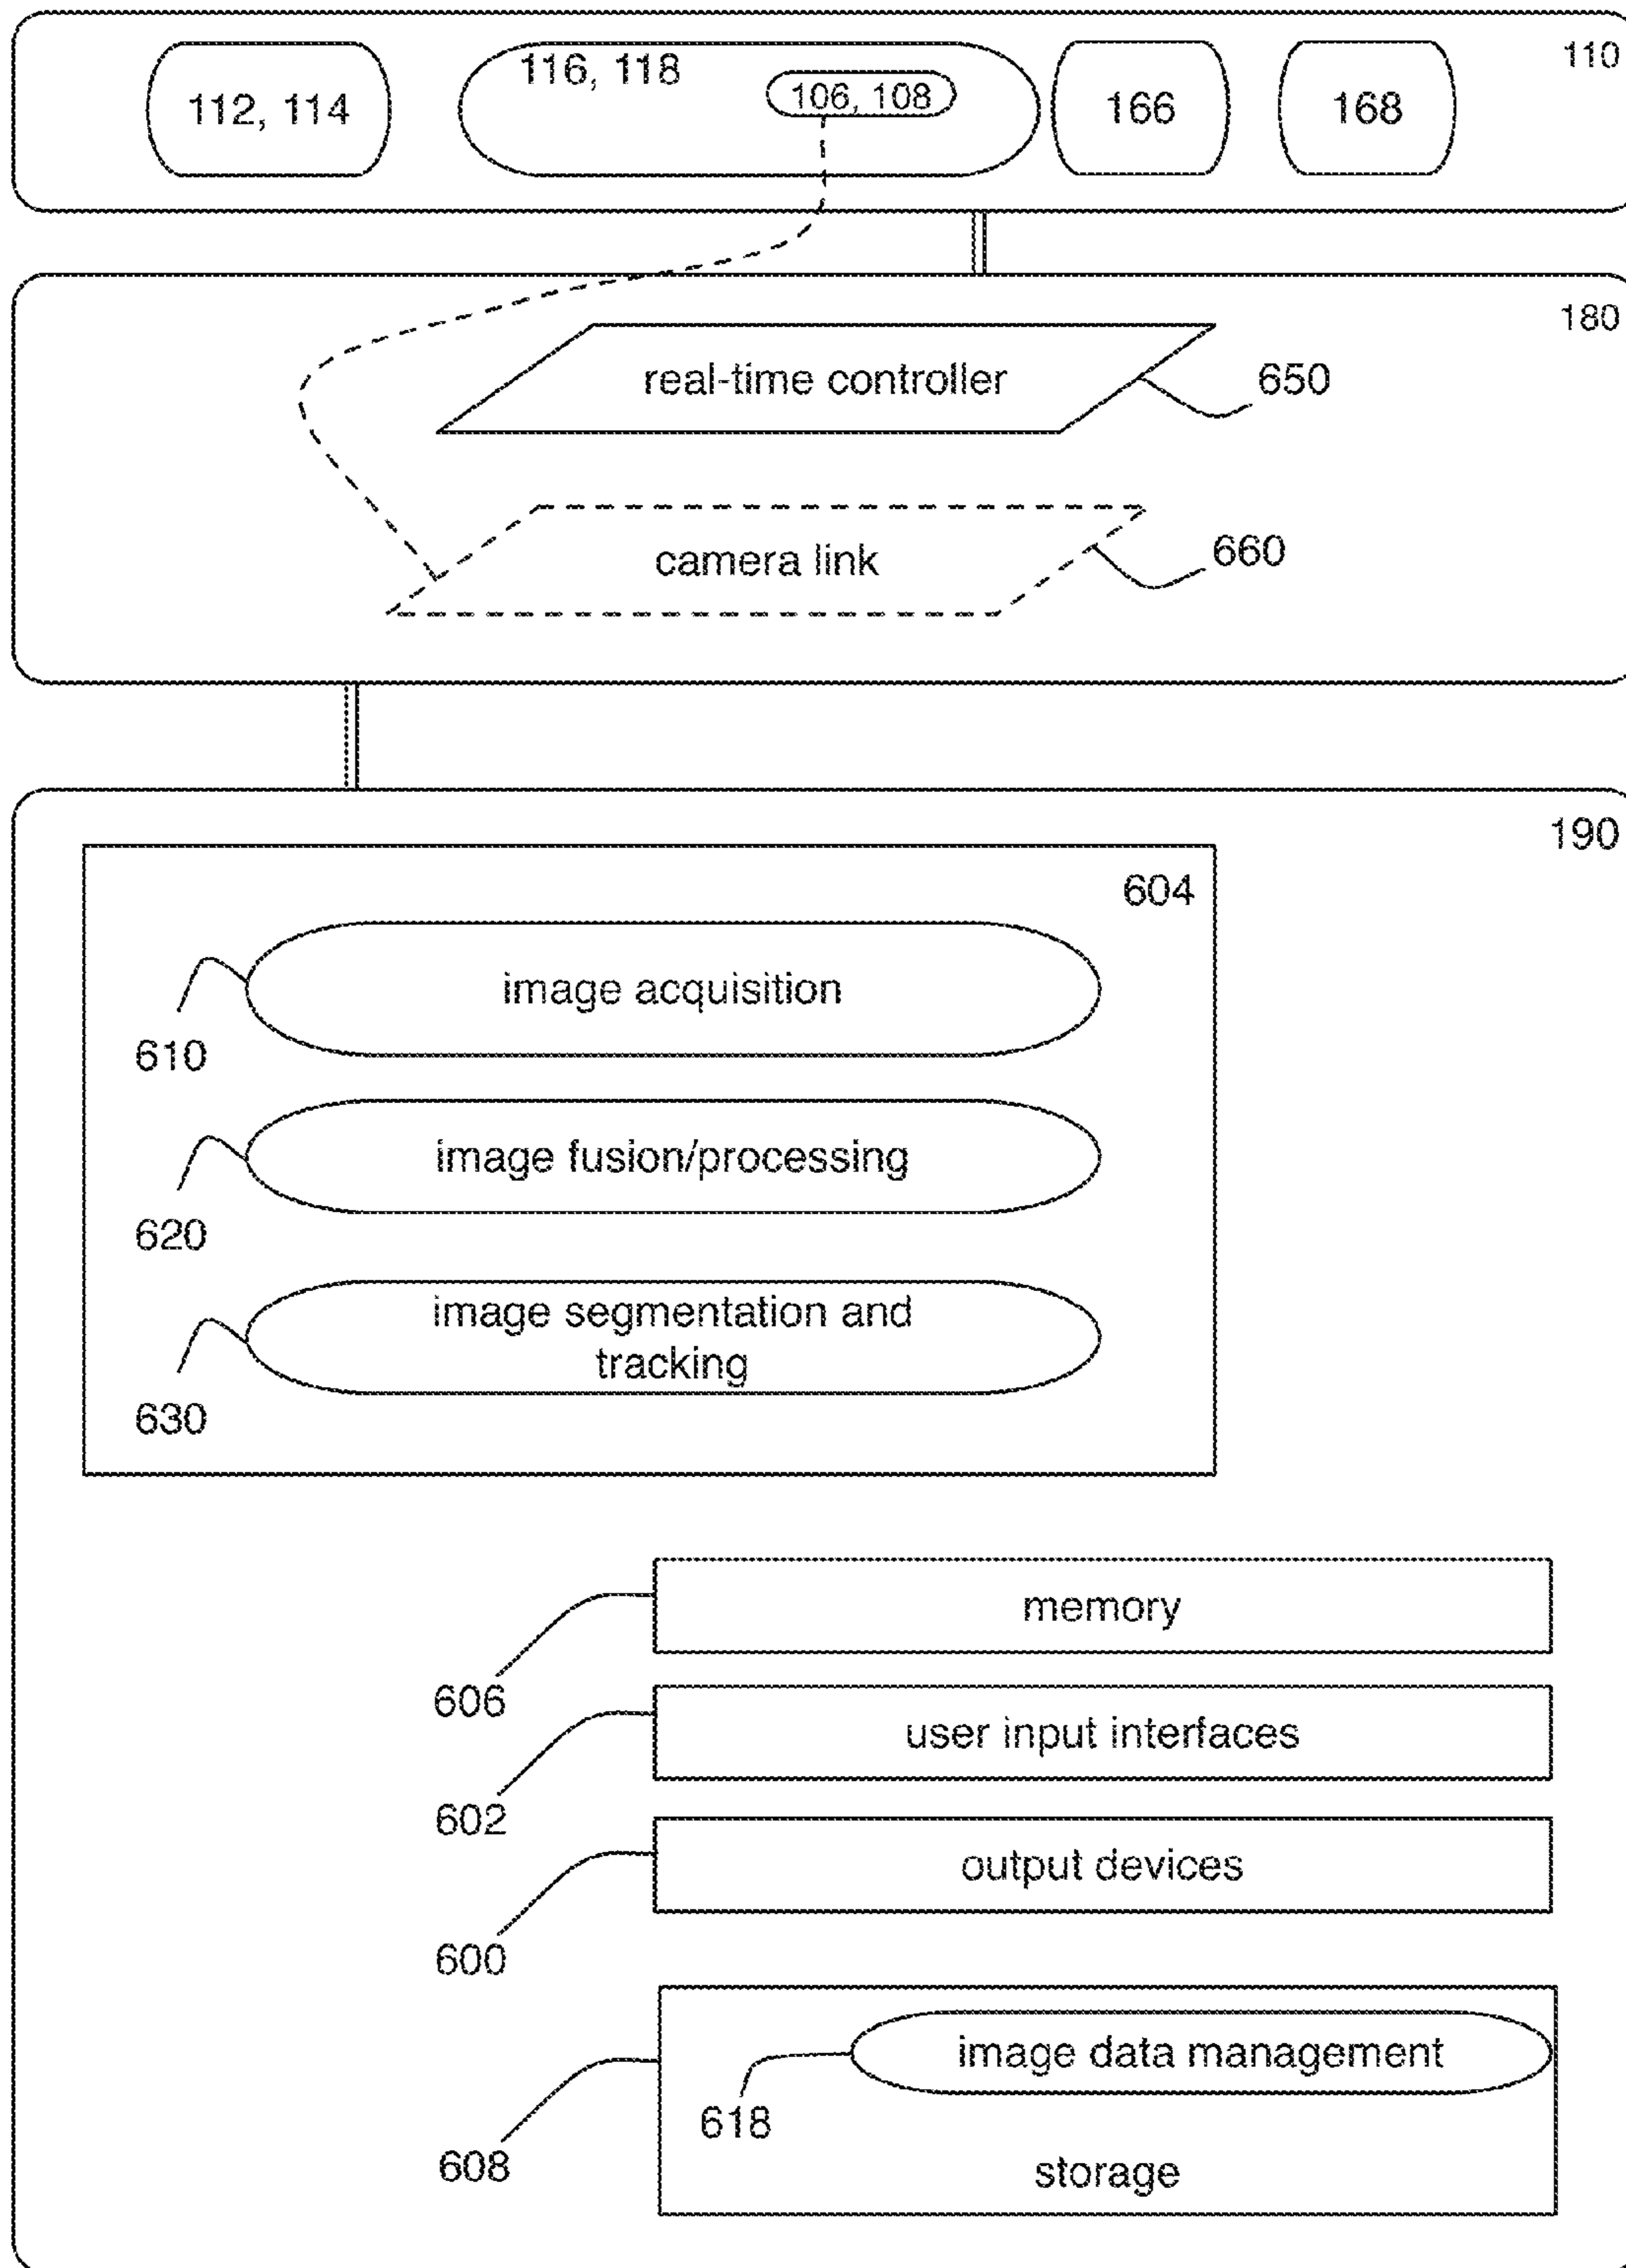 110
112, 114
116, 118
106, 108
166
168
180
real-time controller
650
camera link
660
190
604
image acquisition
610
image fusion/processing
620
image segmentation and
tracking
630
memory
606
user input interfaces
602
output devices
600
image data management
618
608
storage